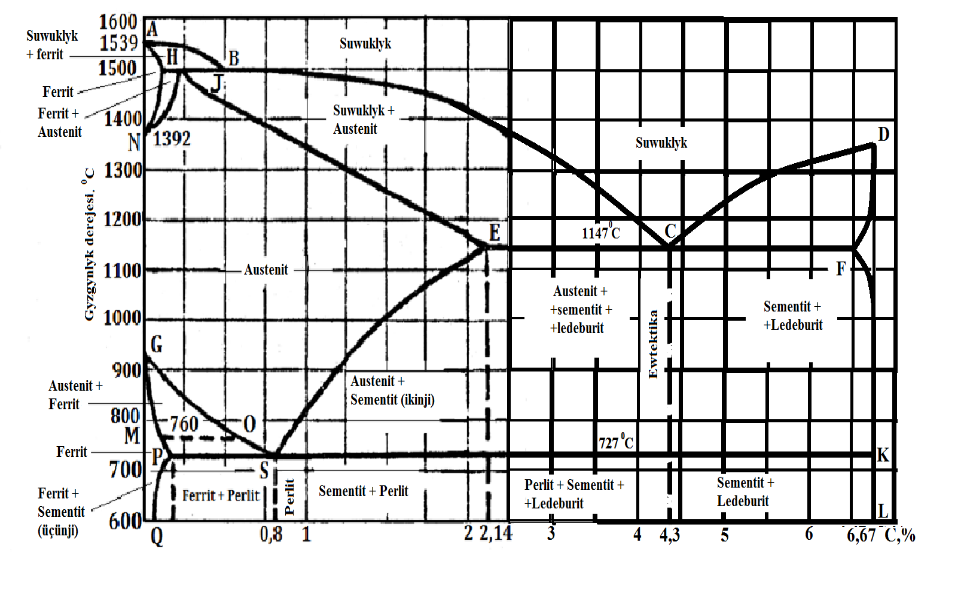 1600
A
1539
Suwuklyk
+ ferrit
H
B
Suwuklyk
1500
J
Ferrit
Ferrit +
Austenit
1400
Suwuklyk +
Austenit
N
1392
Suwuklyk
D
1300
Gyzgynlyk derejesi, ⁰C
1200
E
1147⁰C
C
1100
Austenit
F
Austenit +
+sementit +
+ledeburit
Sementit +
+Ledeburit
1000
Ewtektika
G
900
Austenit +
Ferrit
Austenit +
Sementit (ikinji)
800
760
O
M
727⁰C
Ferrit
P
S
K
700
Ferrit +
Sementit
(üçünji)
Ferrit + Perlit
Perlit
Sementit + Perlit
Perlit + Sementit +
+Ledeburit
Sementit +
Ledeburit
L
600
Q
0,8
1
2
2,14
3
4
4,3
5
6
6,67
C,%